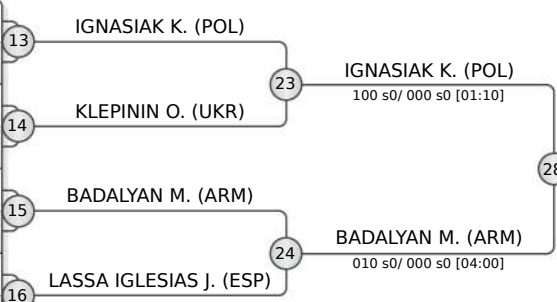 IGNASIAK K. (POL)
13
IGNASIAK K. (POL)
23
100 s0/ 000 s0 [01:10]
KLEPININ O. (UKR)
14
28
BADALYAN M. (ARM)
15
BADALYAN M. (ARM)
24
010 s0/ 000 s0 [04:00]
LASSA IGLESIAS J. (ESP)
16